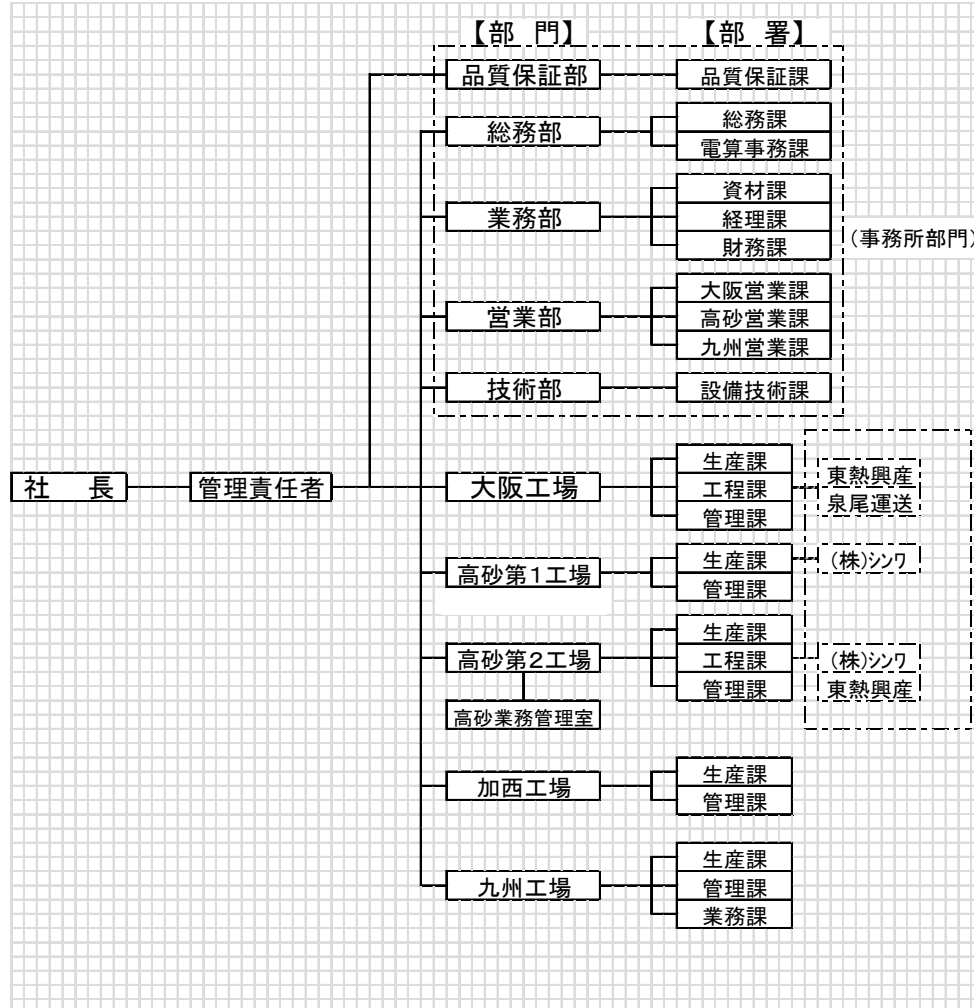 【部 門】 【部 署】
品質保証部 品質保証課
総務部 総務課
電算事務課
業務部 資材課
経理課
財務課
(事務所部門)
営業部 大阪営業課
高砂営業課
九州営業課
技術部 設備技術課
社 長 管理責任者
大阪工場 生産課
工程課
管理課
東熱興産
泉尾運送
高砂第1工場 生産課 (株)シンワ
管理課
高砂第2工場 生産課
工程課 (株)シンワ
管理課 東熱興産
高砂業務管理室
加西工場 生産課
管理課
九州工場 生産課
管理課
業務課